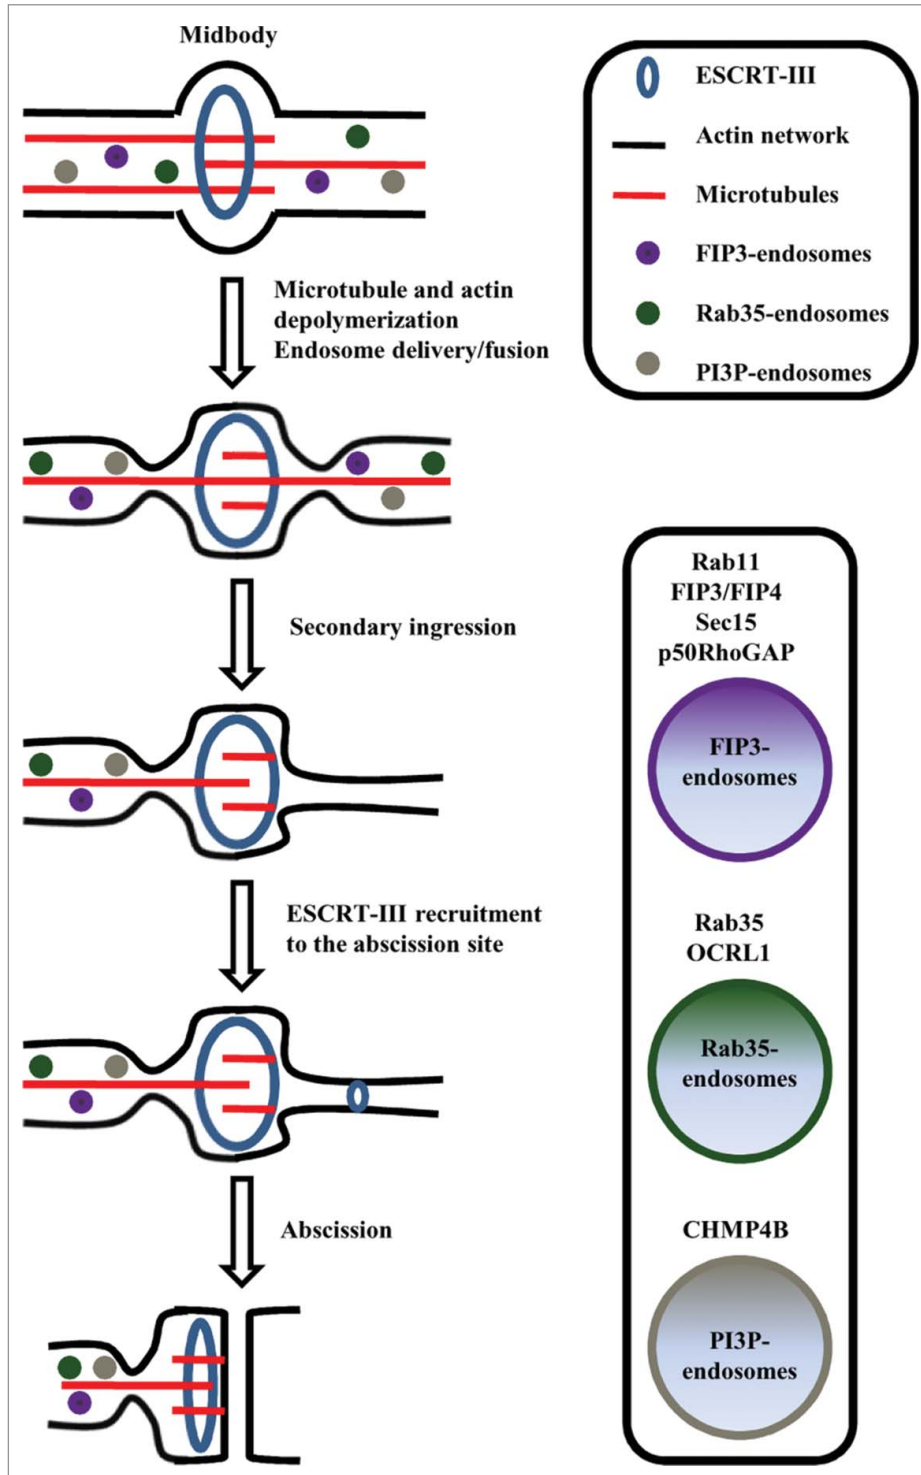 Midbody
Microtubule and actin
depolymerization
Endosome delivery/fusion
Secondary ingression
ESCRT-III recruitment
to the abscission site
Abscission
ESCRT-III
Actin network
Microtubules
FIP3-endosomes
Rab35-endosomes
PI3P-endosomes
Rab11
FIP3/FIP4
Sec15
p50RhoGAP
FIP3-
endosomes
Rab35
OCRL1
Rab35-
endosomes
CHMP4B
PI3P-
endosomes